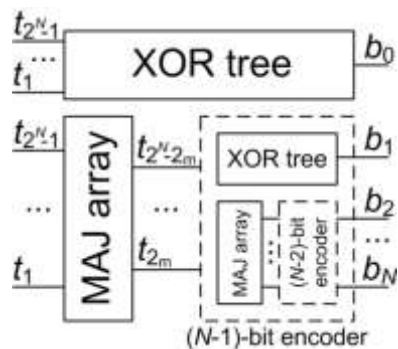 t2N-1
...
t1
XOR tree
b0
t2N-1
...
t1
MAJ array
t2N-2m
...
t2m
XOR tree
MAJ array
...
(N-2)-bit
encoder
b1
b2
...
bN
(N-1)-bit encoder